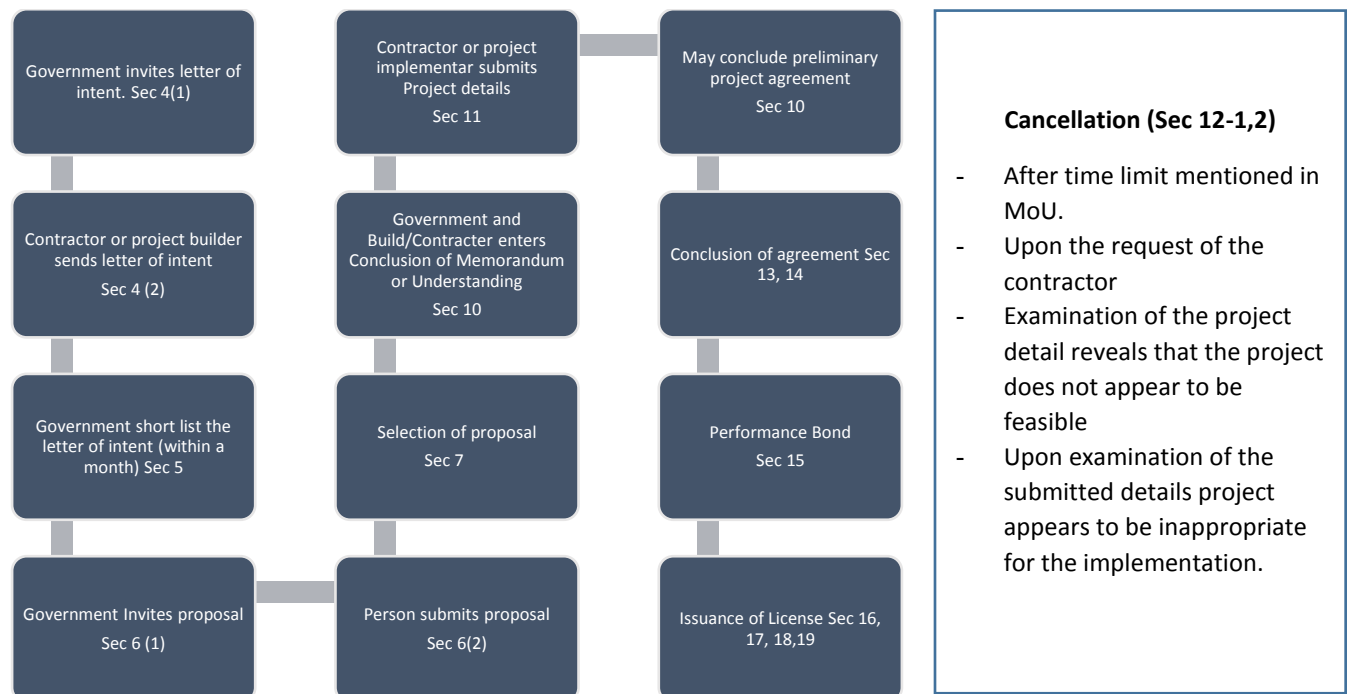 Government invites letter of
intent. Sec 4(1)
Contractor or project builder
sends letter of intent
Sec 4 (2)
Government short list the
letter of intent (within a
month) Sec 5
Government Invites proposal
Sec 6 (1)
Person submits proposal
Sec 6(2)
Selection of proposal
Sec 7
Government and
Build/Contracter enters
Conclusion of Memorandum
or Understanding
Sec 10
Contractor or project
implementar submits
Project details
Sec 11
May conclude preliminary
project agreement
Sec 10
Conclusion of agreement Sec
13, 14
Performance Bond
Sec 15
Issuance of License Sec 16,
17, 18,19
Cancellation (Sec 12-1,2)
- After time limit mentioned in
MoU.
- Upon the request of the
contractor
- Examination of the project
detail reveals that the project
does not appear to be
feasible
- Upon examination of the
submitted details project
appears to be inappropriate
for the implementation.